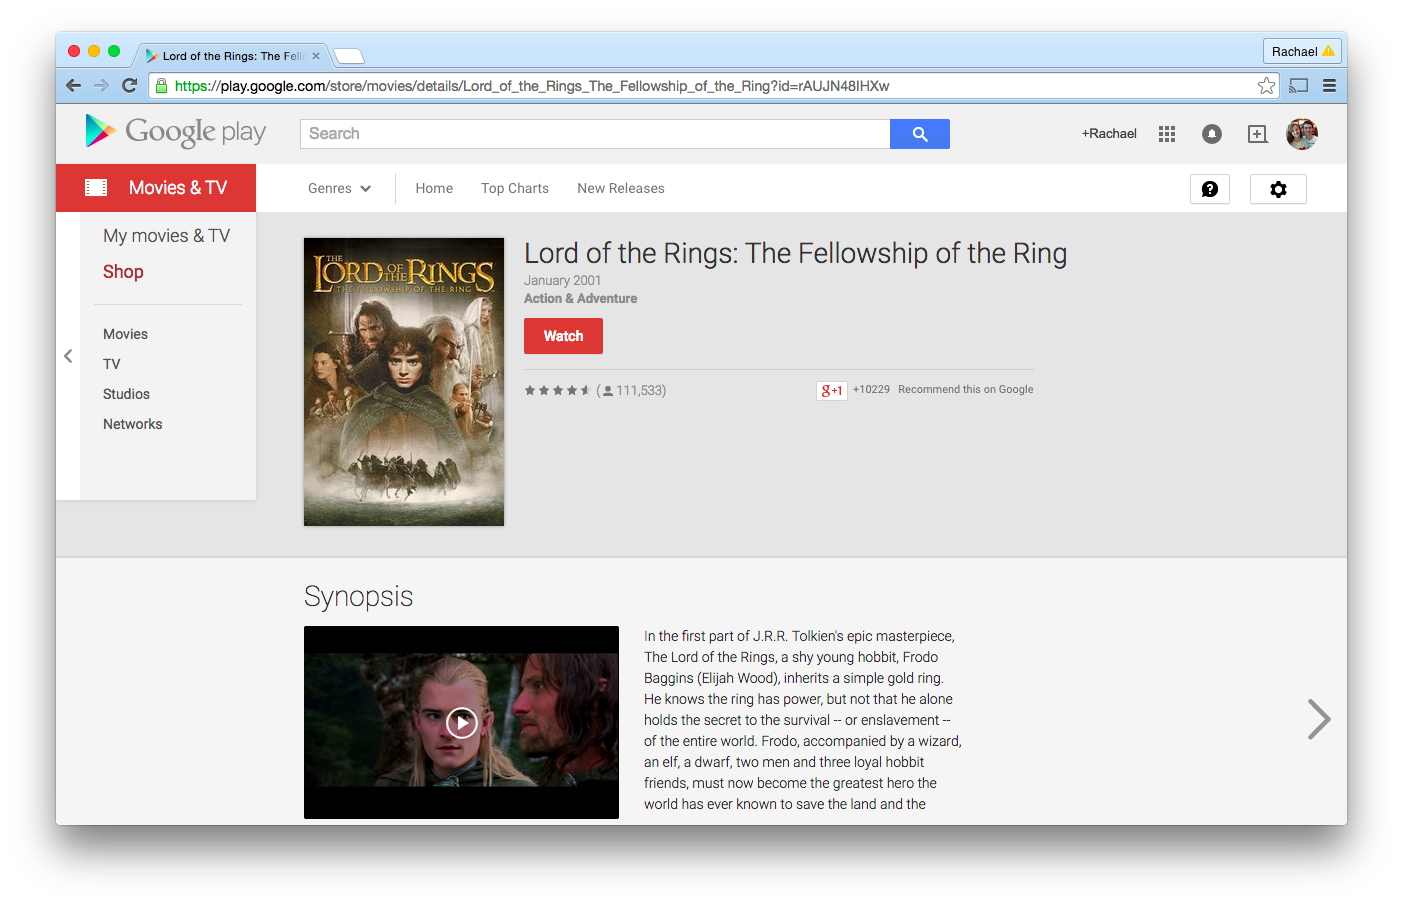 Lord of the Rings: The Fell
Rachael
https://play.google.com/store/movies/details/Lord_of_the_Rings_The_Fellowship_of_the_Ring?id=rAUJN48IHXw
Google play
Search
+Rachael
Movies & TV
Genres
Home
Top Charts
New Releases
My movies & TV
Shop
Movies
TV
Studios
Networks
THE
LORD OF THE RINGS
THE FELLOWSHIP OF THE RING
Lord of the Rings: The Fellowship of the Ring
January 2001
Action & Adventure
Watch
(111,533)
g+1
+10229
Recommend this on Google
Synopsis
In the first part of J.R.R. Tolkien's epic masterpiece,
The Lord of the Rings, a shy young hobbit, Frodo
Baggins (Elijah Wood), inherits a simple gold ring.
He knows the ring has power, but not that he alone
holds the secret to the survival -- or enslavement --
of the entire world. Frodo, accompanied by a wizard,
an elf, a dwarf, two men and three loyal hobbit
friends, must now become the greatest hero the
world has ever known to save the land and the